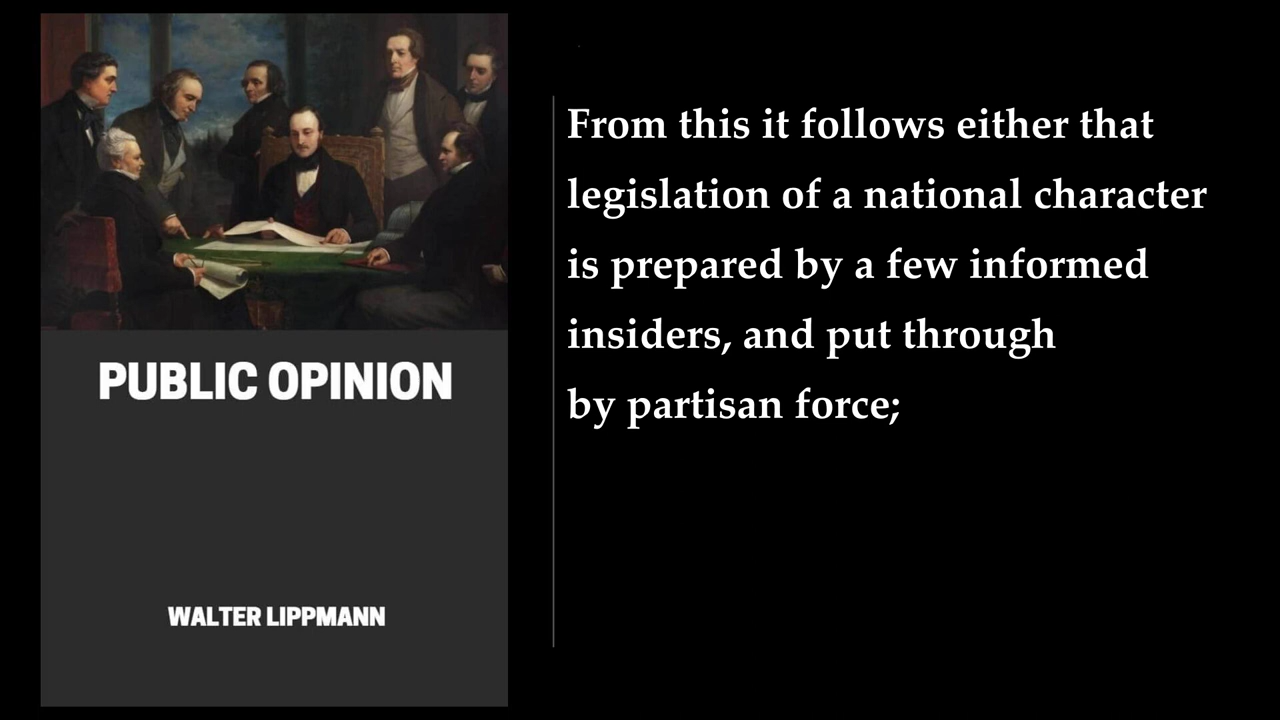 PUBLIC OPINION
WALTER LIPPMANN
From this it follows either that
legislation of a national character
is prepared by a few informed
insiders, and put through
by partisan force;